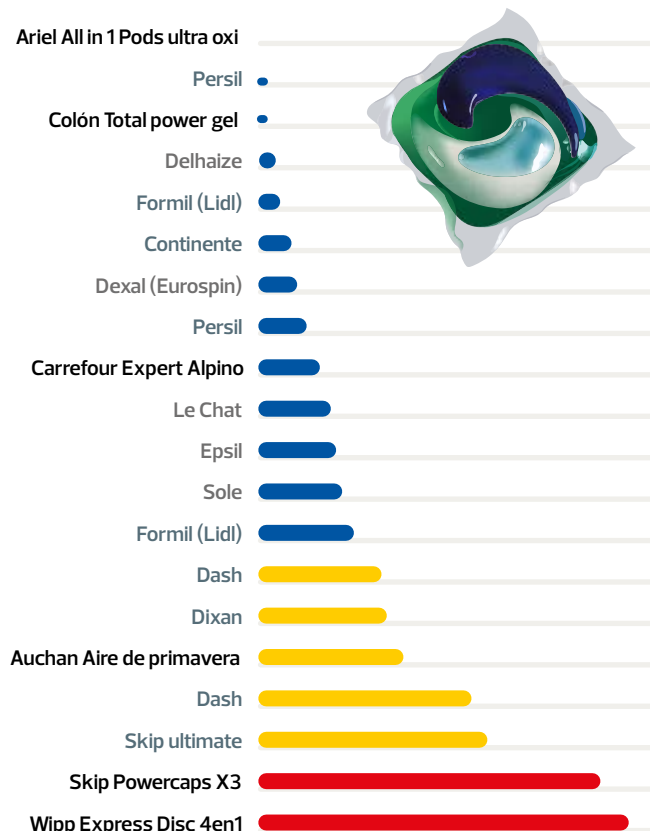 Ariel All in 1 Pods ultra oxi
Persil
Colón Total power gel
Delhaize
Formil (Lidl)
Continente
Dexal (Eurospin)
Persil
Carrefour Expert Alpino
Le Chat
Epsil
Sole
Formil (Lidl)
Dash
Dixan
Auchan Aire de primavera
Dash
Skip ultimate
Skip Powercaps X3
Wipp Express Disc 4en1